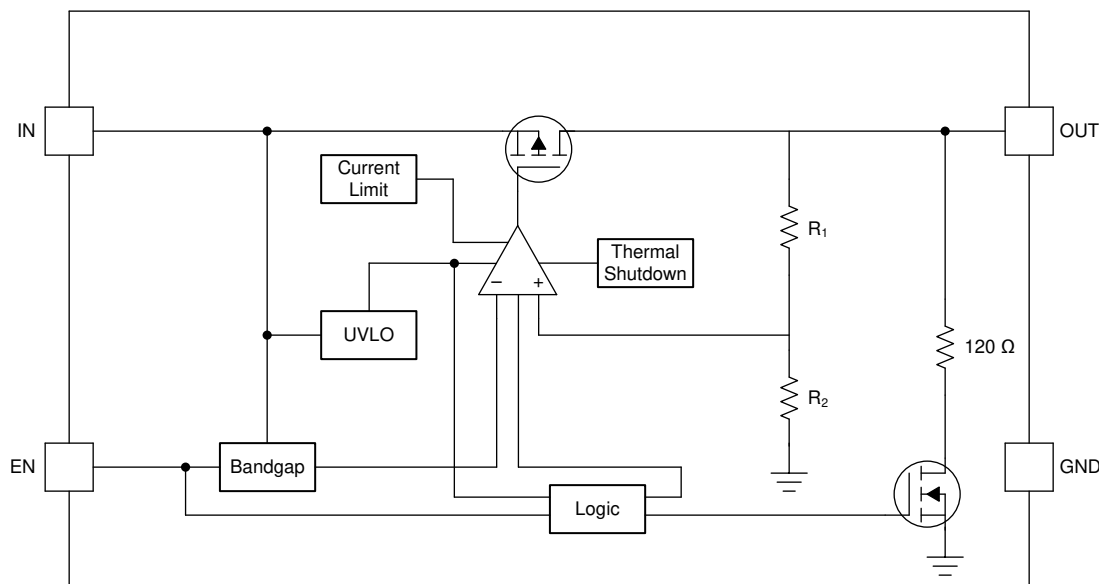 IN
OUT
Current
Limit
R1
Thermal
Shutdown
− +
UVLO
120 Ω
R2
EN
Bandgap
GND
Logic